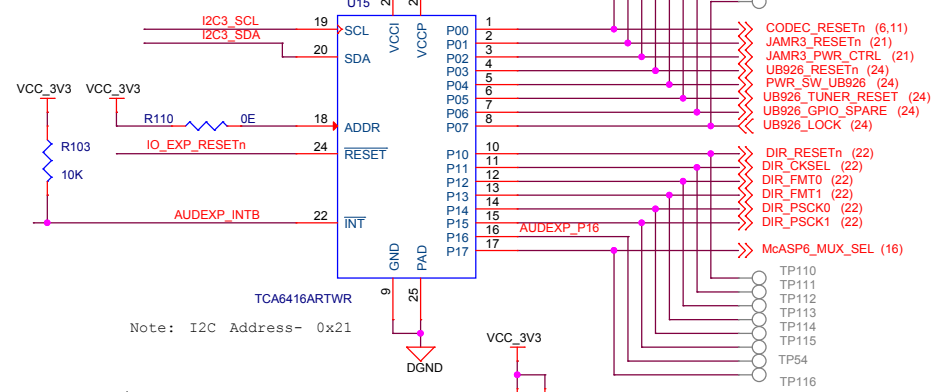 U15
2
2
I2C3_SCL 19 SCL VCCI VCCP P00 1 CODEC_RESETn (6,11)
I2C3_SDA P01 2 JAMR3_RESETn (21)
20 SDA P02 3 JAMR3_PWR_CTRL (21)
P03 4 UB926_RESETn (24)
VCC_3V3 VCC_3V3 P04 5 PWR_SW_UB926 (24)
P05 6 UB926_TUNER_RESET (24)
P06 7 UB926_GPIO_SPARE (24)
R110 0E 18 ADDR P07 8 UB926_LOCK (24)
R103 IO_EXP_RESETn 24 RESET P10 10 DIR_RESETn (22)
P11 11 DIR_CKSEL (22)
10K P12 12 DIR_FMT0 (22)
P13 13 DIR_FMT1 (22)
P14 14 DIR_PSCK0 (22)
AUDEXP_INTB 22 INT P15 15 DIR_PSCK1 (22)
P16 16 AUDEXP_P16
P17 17 McASP6_MUX_SEL (16)
GND PAD
9 25
TCA6416ARTWR
Note: I2C Address- 0x21
DGND
VCC_3V3
TP110
TP111
TP112
TP113
TP114
TP115
TP54
TP116